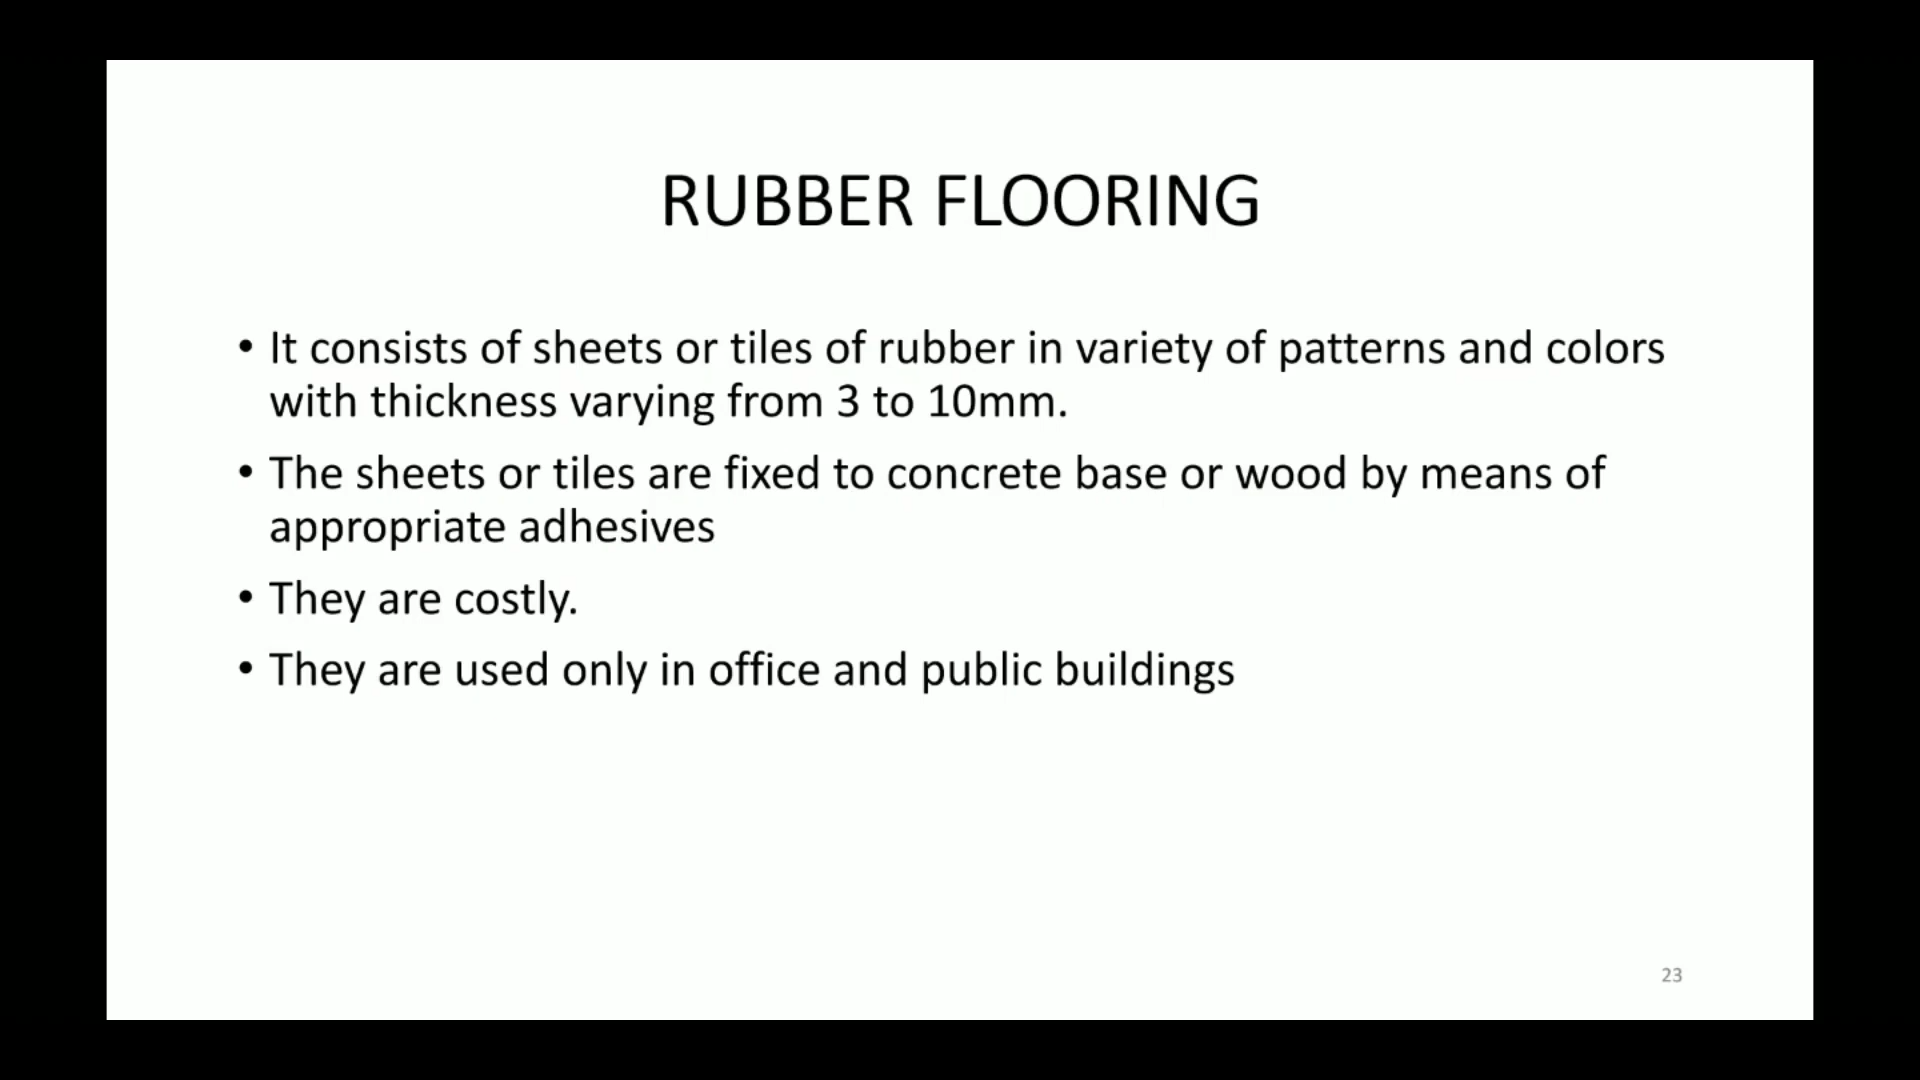 RUBBER FLOORING
• It consists of sheets or tiles of rubber in variety of patterns and colors
with thickness varying from 3 to 10mm.
• The sheets or tiles are fixed to concrete base or wood by means of
appropriate adhesives
• They are costly.
• They are used only in office and public buildings
23